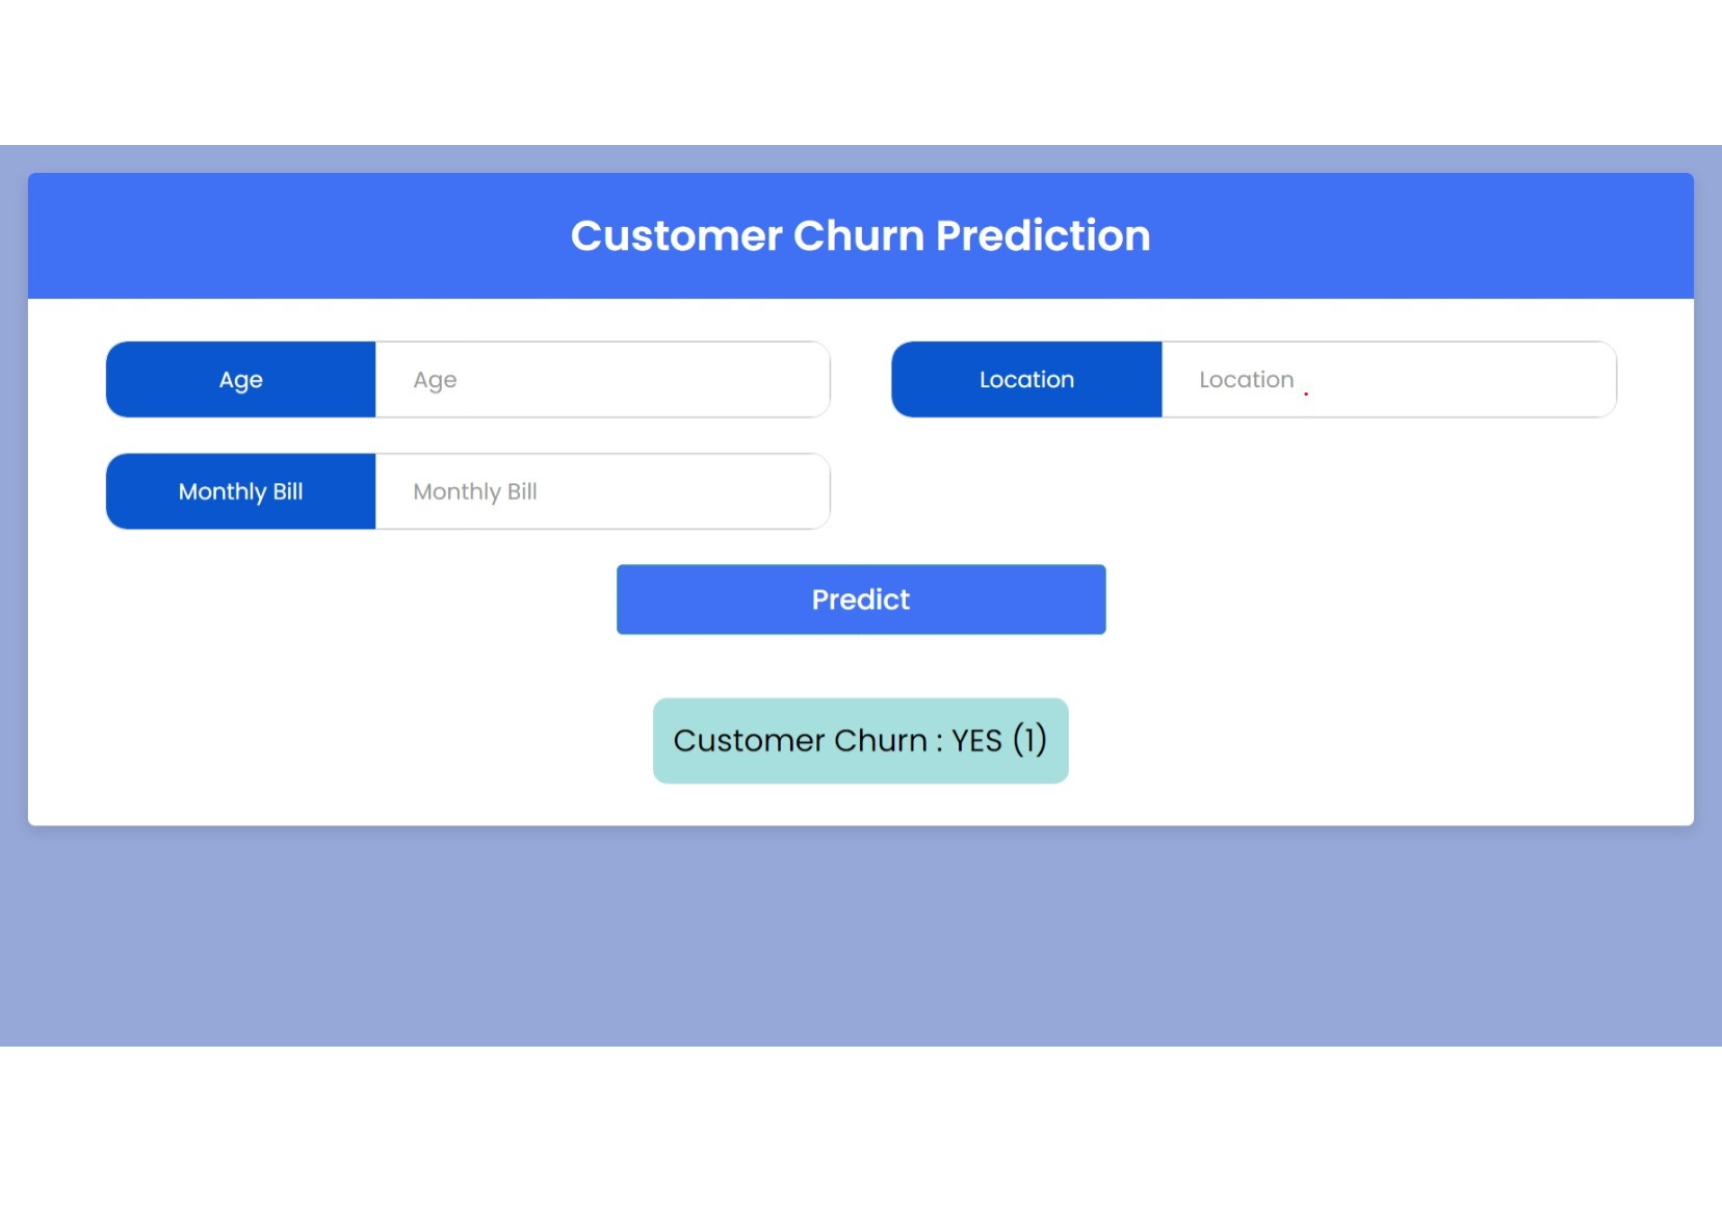 Customer Churn Prediction
Age Age Location Location
Monthly Bill Monthly Bill
Predict
Customer Churn : YES (1)